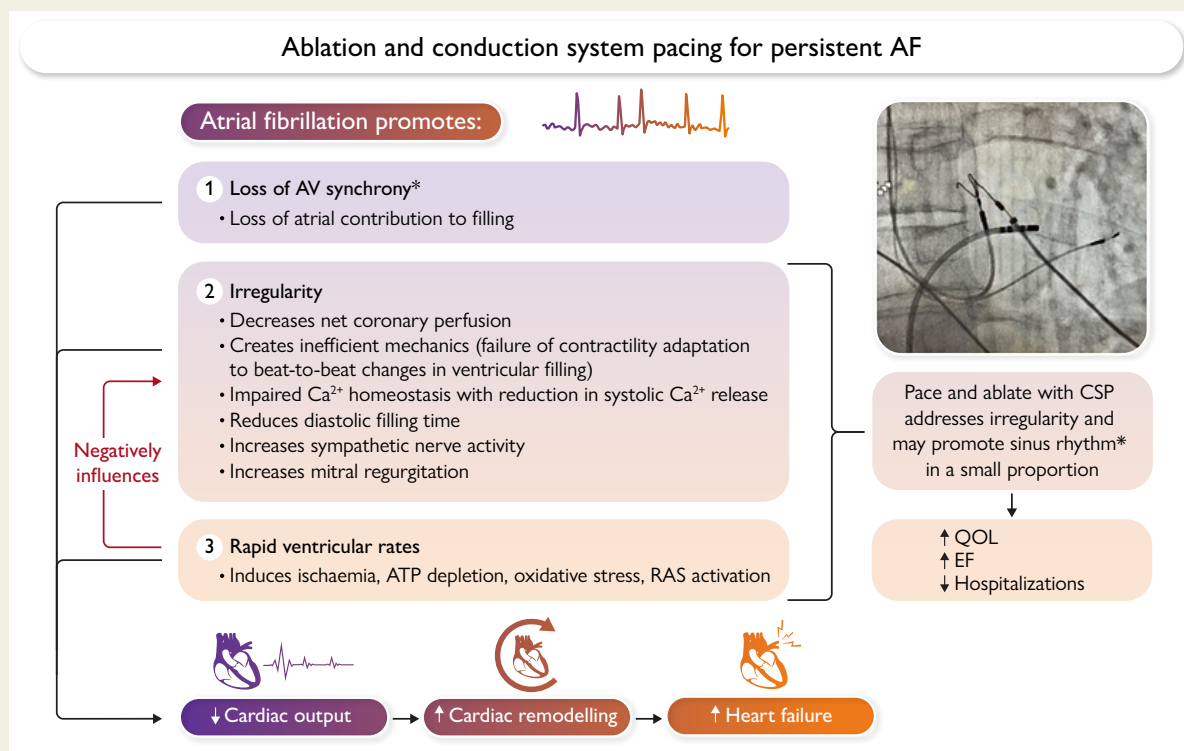 Ablation and conduction system pacing for persistent AF
Atrial fibrillation promotes:
1 Loss of AV synchrony*
• Loss of atrial contribution to filling
2 Irregularity
• Decreases net coronary perfusion
• Creates inefficient mechanics (failure of contractility adaptation
to beat-to-beat changes in ventricular filling)
• Impaired Ca²⁺ homeostasis with reduction in systolic Ca²⁺ release
• Reduces diastolic filling time
• Increases sympathetic nerve activity
• Increases mitral regurgitation
Negatively
influences
3 Rapid ventricular rates
• Induces ischaemia, ATP depletion, oxidative stress, RAS activation
Pace and ablate with CSP
addresses irregularity and
may promote sinus rhythm*
in a small proportion
↑ QOL
↑ EF
↓ Hospitalizations
↓ Cardiac output
↑ Cardiac remodelling
↑ Heart failure